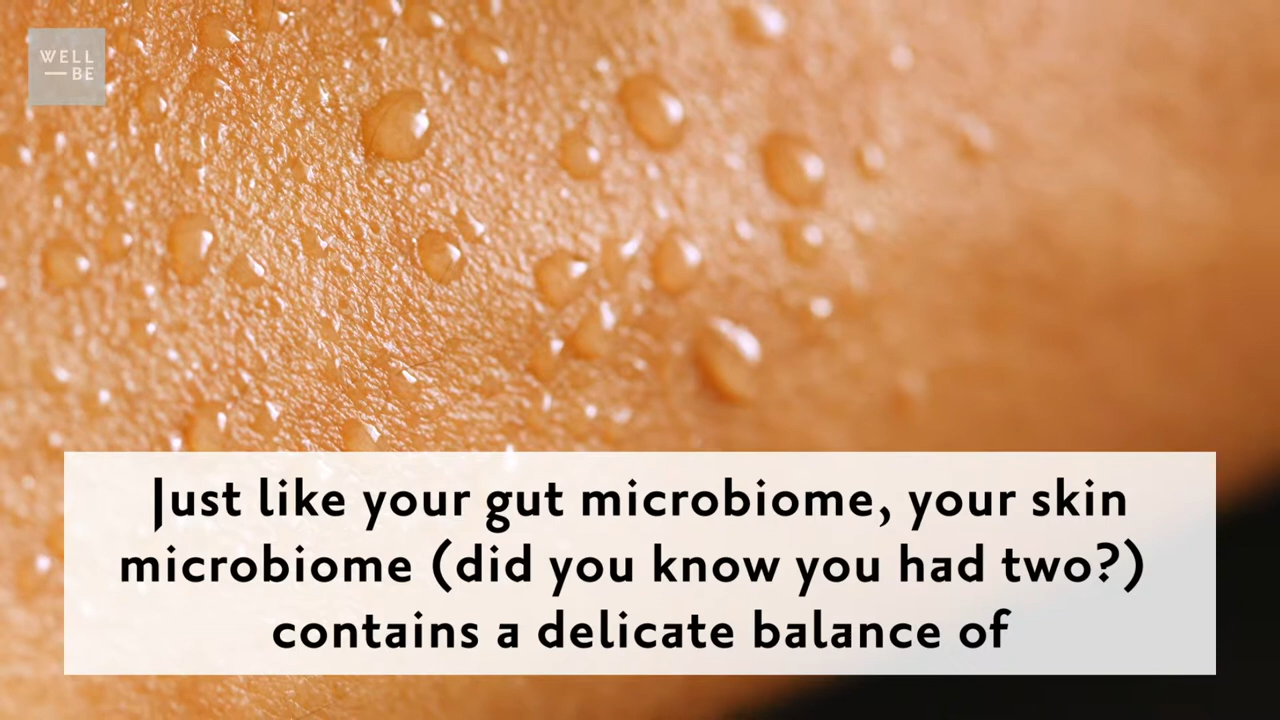 WELL
—BE
Just like your gut microbiome, your skin
microbiome (did you know you had two?)
contains a delicate balance of